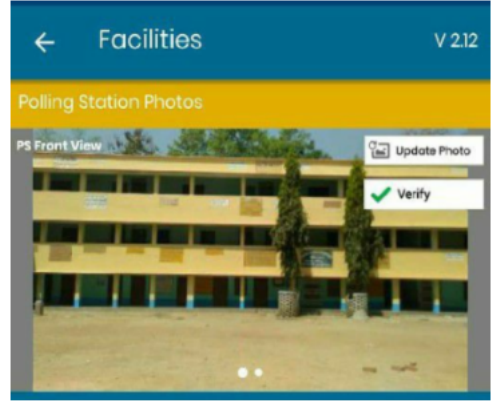 Facilities
V 2.12
Polling Station Photos
PS Front View
Update Photo
Verify